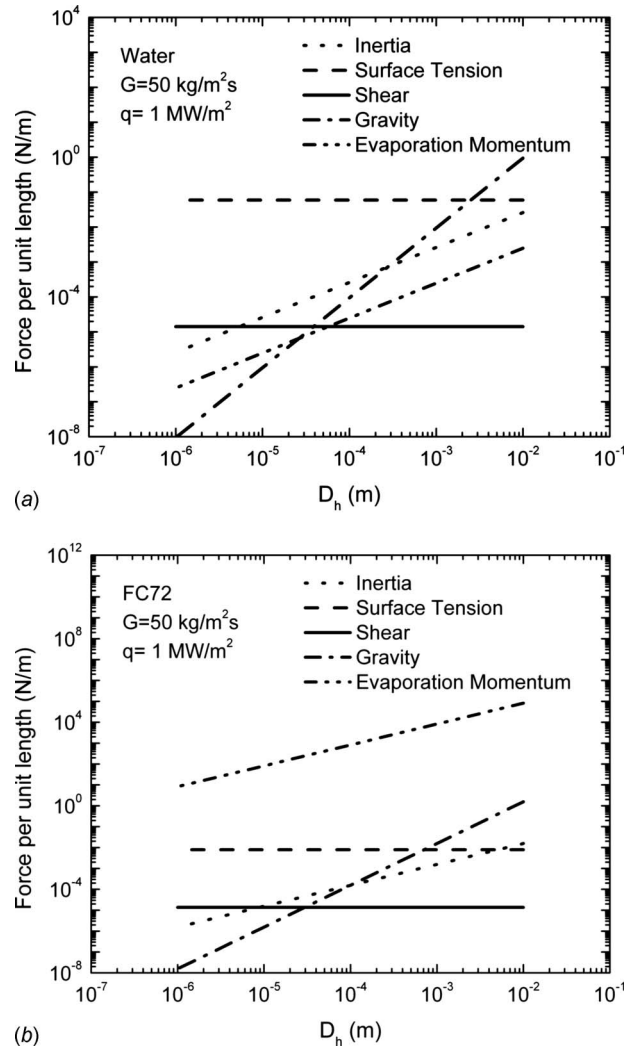 10^4
Water
G=50 kg/m^2s
q= 1 MW/m^2
Inertia
Surface Tension
Shear
Gravity
Evaporation Momentum
10^0
10^-4
10^-8
Force per unit length (N/m)
10^-7 10^-6 10^-5 10^-4 10^-3 10^-2 10^-1
D_h (m)
(a)
10^12
FC72
G=50 kg/m^2s
q= 1 MW/m^2
Inertia
Surface Tension
Shear
Gravity
Evaporation Momentum
10^8
10^4
10^0
10^-4
10^-8
Force per unit length (N/m)
10^-7 10^-6 10^-5 10^-4 10^-3 10^-2 10^-1
D_h (m)
(b)